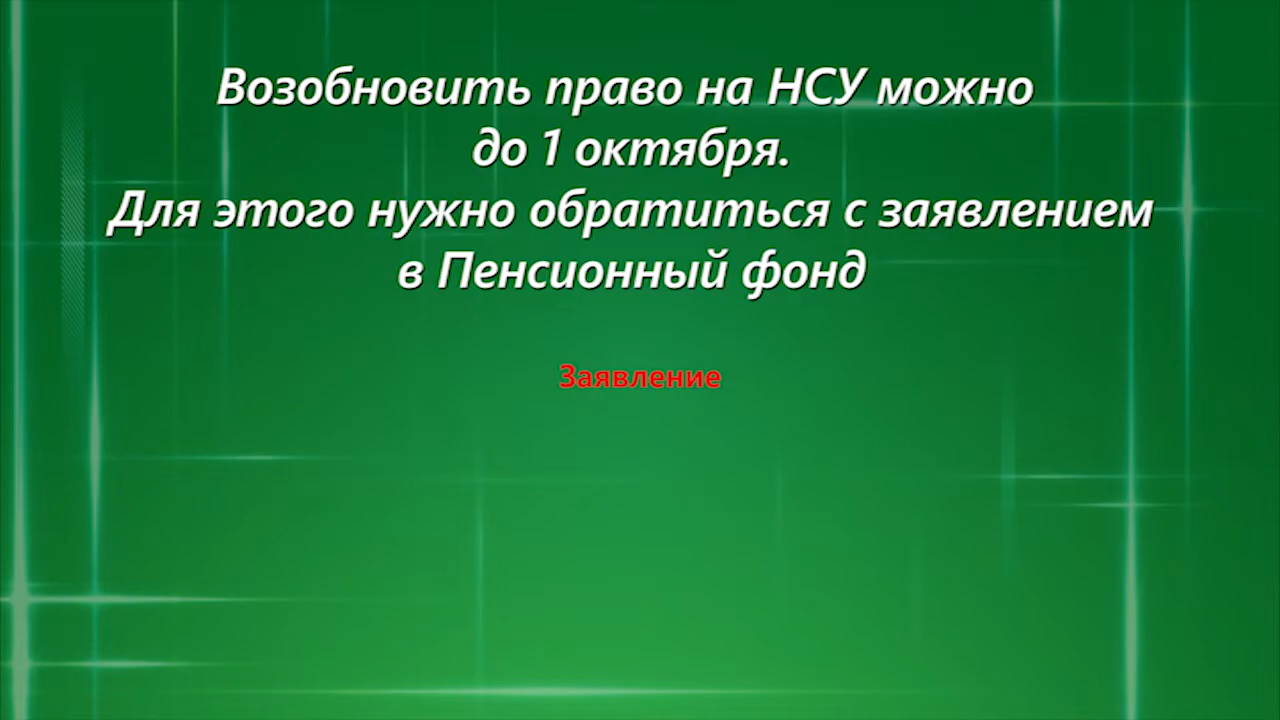 Возобновить право на НСУ можно
до 1 октября.
Для этого нужно обратиться с заявлением
в Пенсионный фонд
Заявление